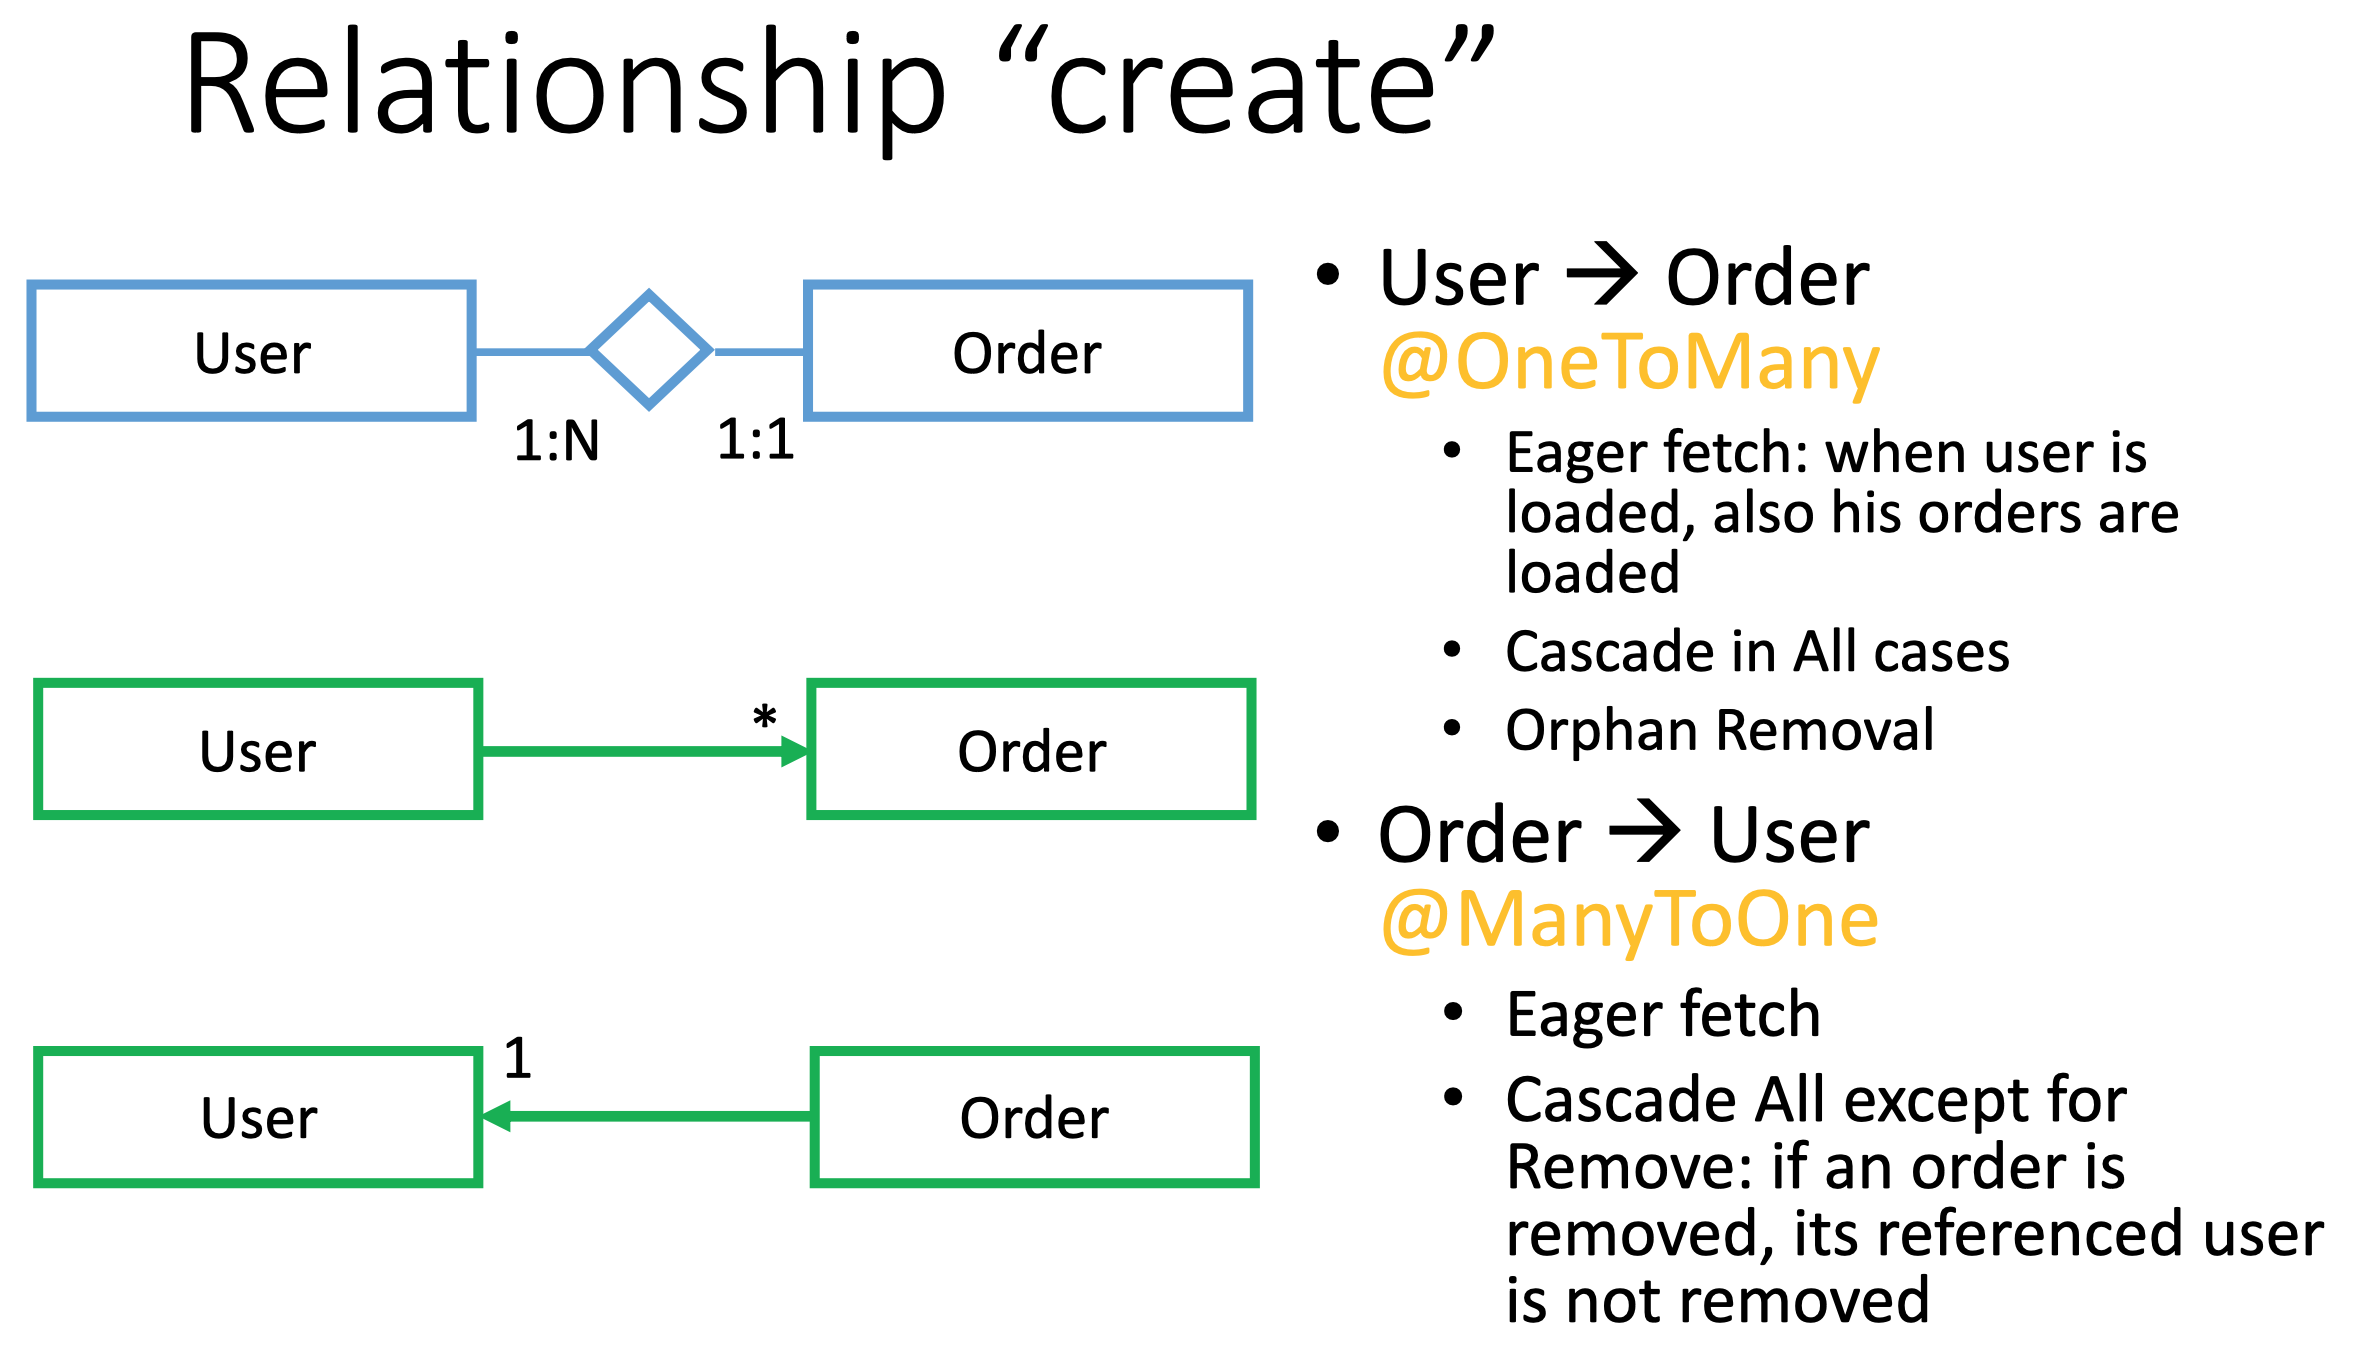 Relationship “create”
User
Order
1:N
1:1
User
*
Order
User
1
Order
• User → Order
@OneToMany
• Eager fetch: when user is
loaded, also his orders are
loaded
• Cascade in All cases
• Orphan Removal
• Order → User
@ManyToOne
• Eager fetch
• Cascade All except for
Remove: if an order is
removed, its referenced user
is not removed